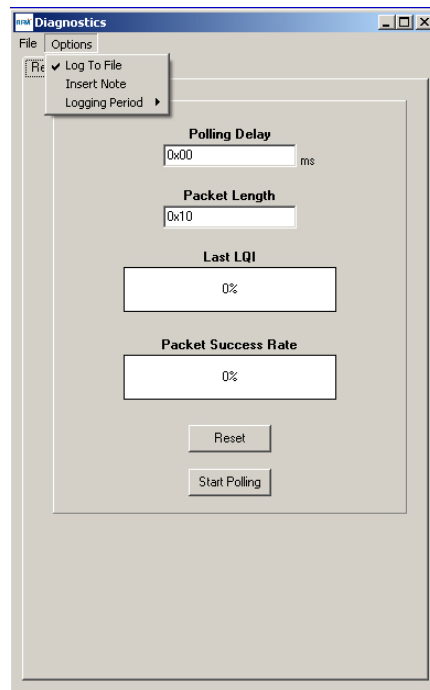 RFM Diagnostics
File Options
Log To File
Insert Note
Logging Period
Polling Delay
0x00 ms
Packet Length
0x10
Last LQI
0%
Packet Success Rate
0%
Reset
Start Polling